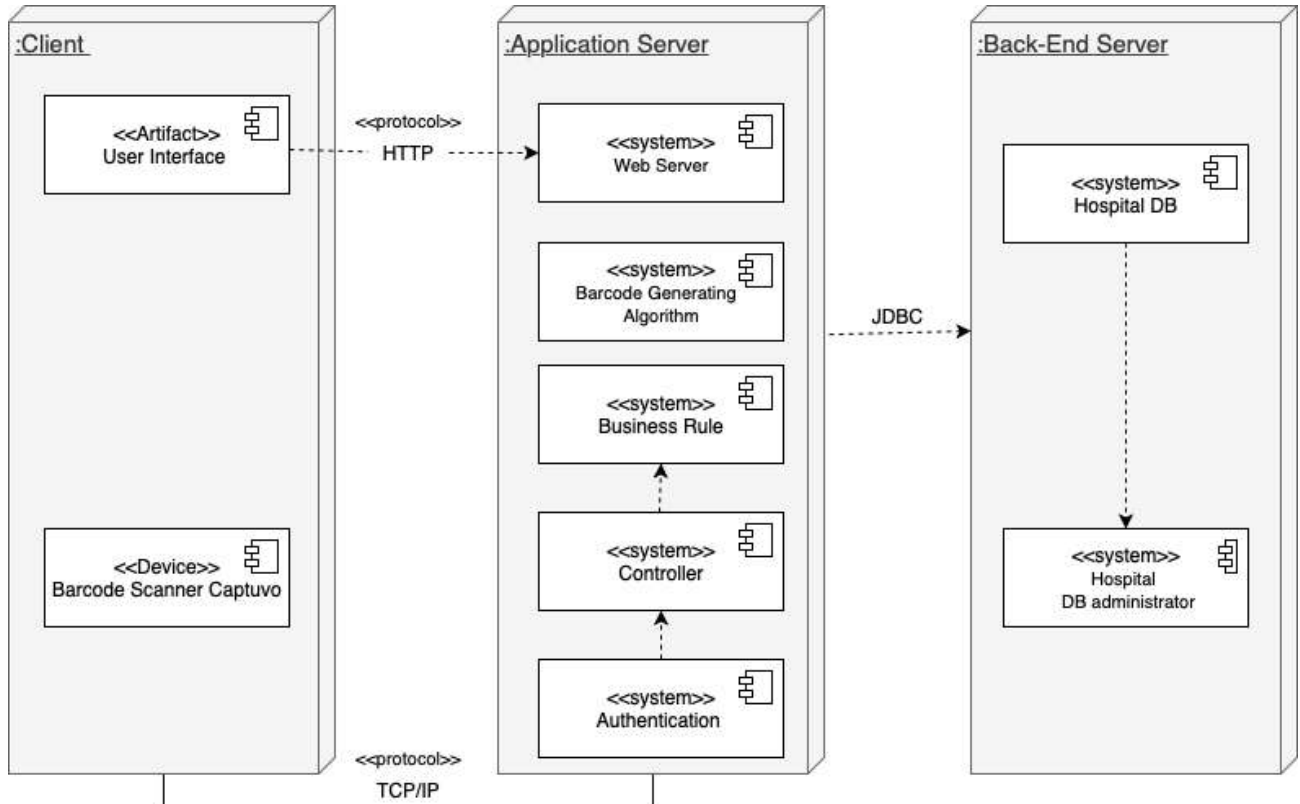 :Client
<<Artifact>>
User Interface
<<Device>>
Barcode Scanner Captuvo
<<protocol>>
HTTP
<<protocol>>
TCP/IP
:Application Server
<<system>>
Web Server
<<system>>
Barcode Generating
Algorithm
<<system>>
Business Rule
<<system>>
Controller
<<system>>
Authentication
JDBC
:Back-End Server
<<system>>
Hospital DB
<<system>>
Hospital
DB administrator